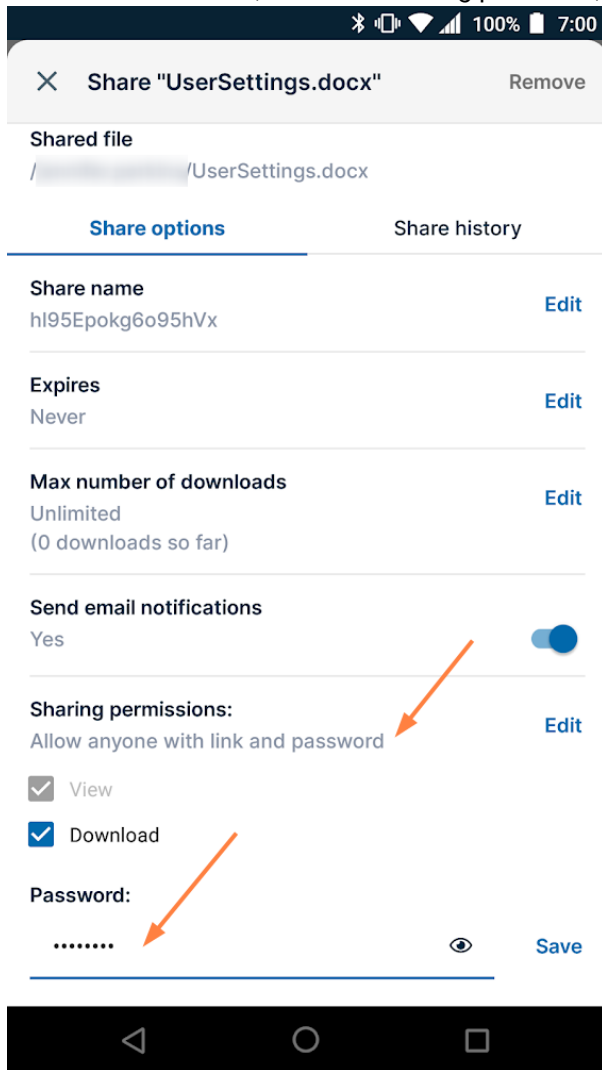 100% 7:00
Share "UserSettings.docx" Remove
Shared file
/ /UserSettings.docx
Share options Share history
Share name
Edit
hl95Epokg6o95hVx
Expires
Edit
Never
Max number of downloads
Edit
Unlimited
(0 downloads so far)
Send email notifications
Yes
Sharing permissions:
Edit
Allow anyone with link and password
View
Download
Password:
•••••••• Save